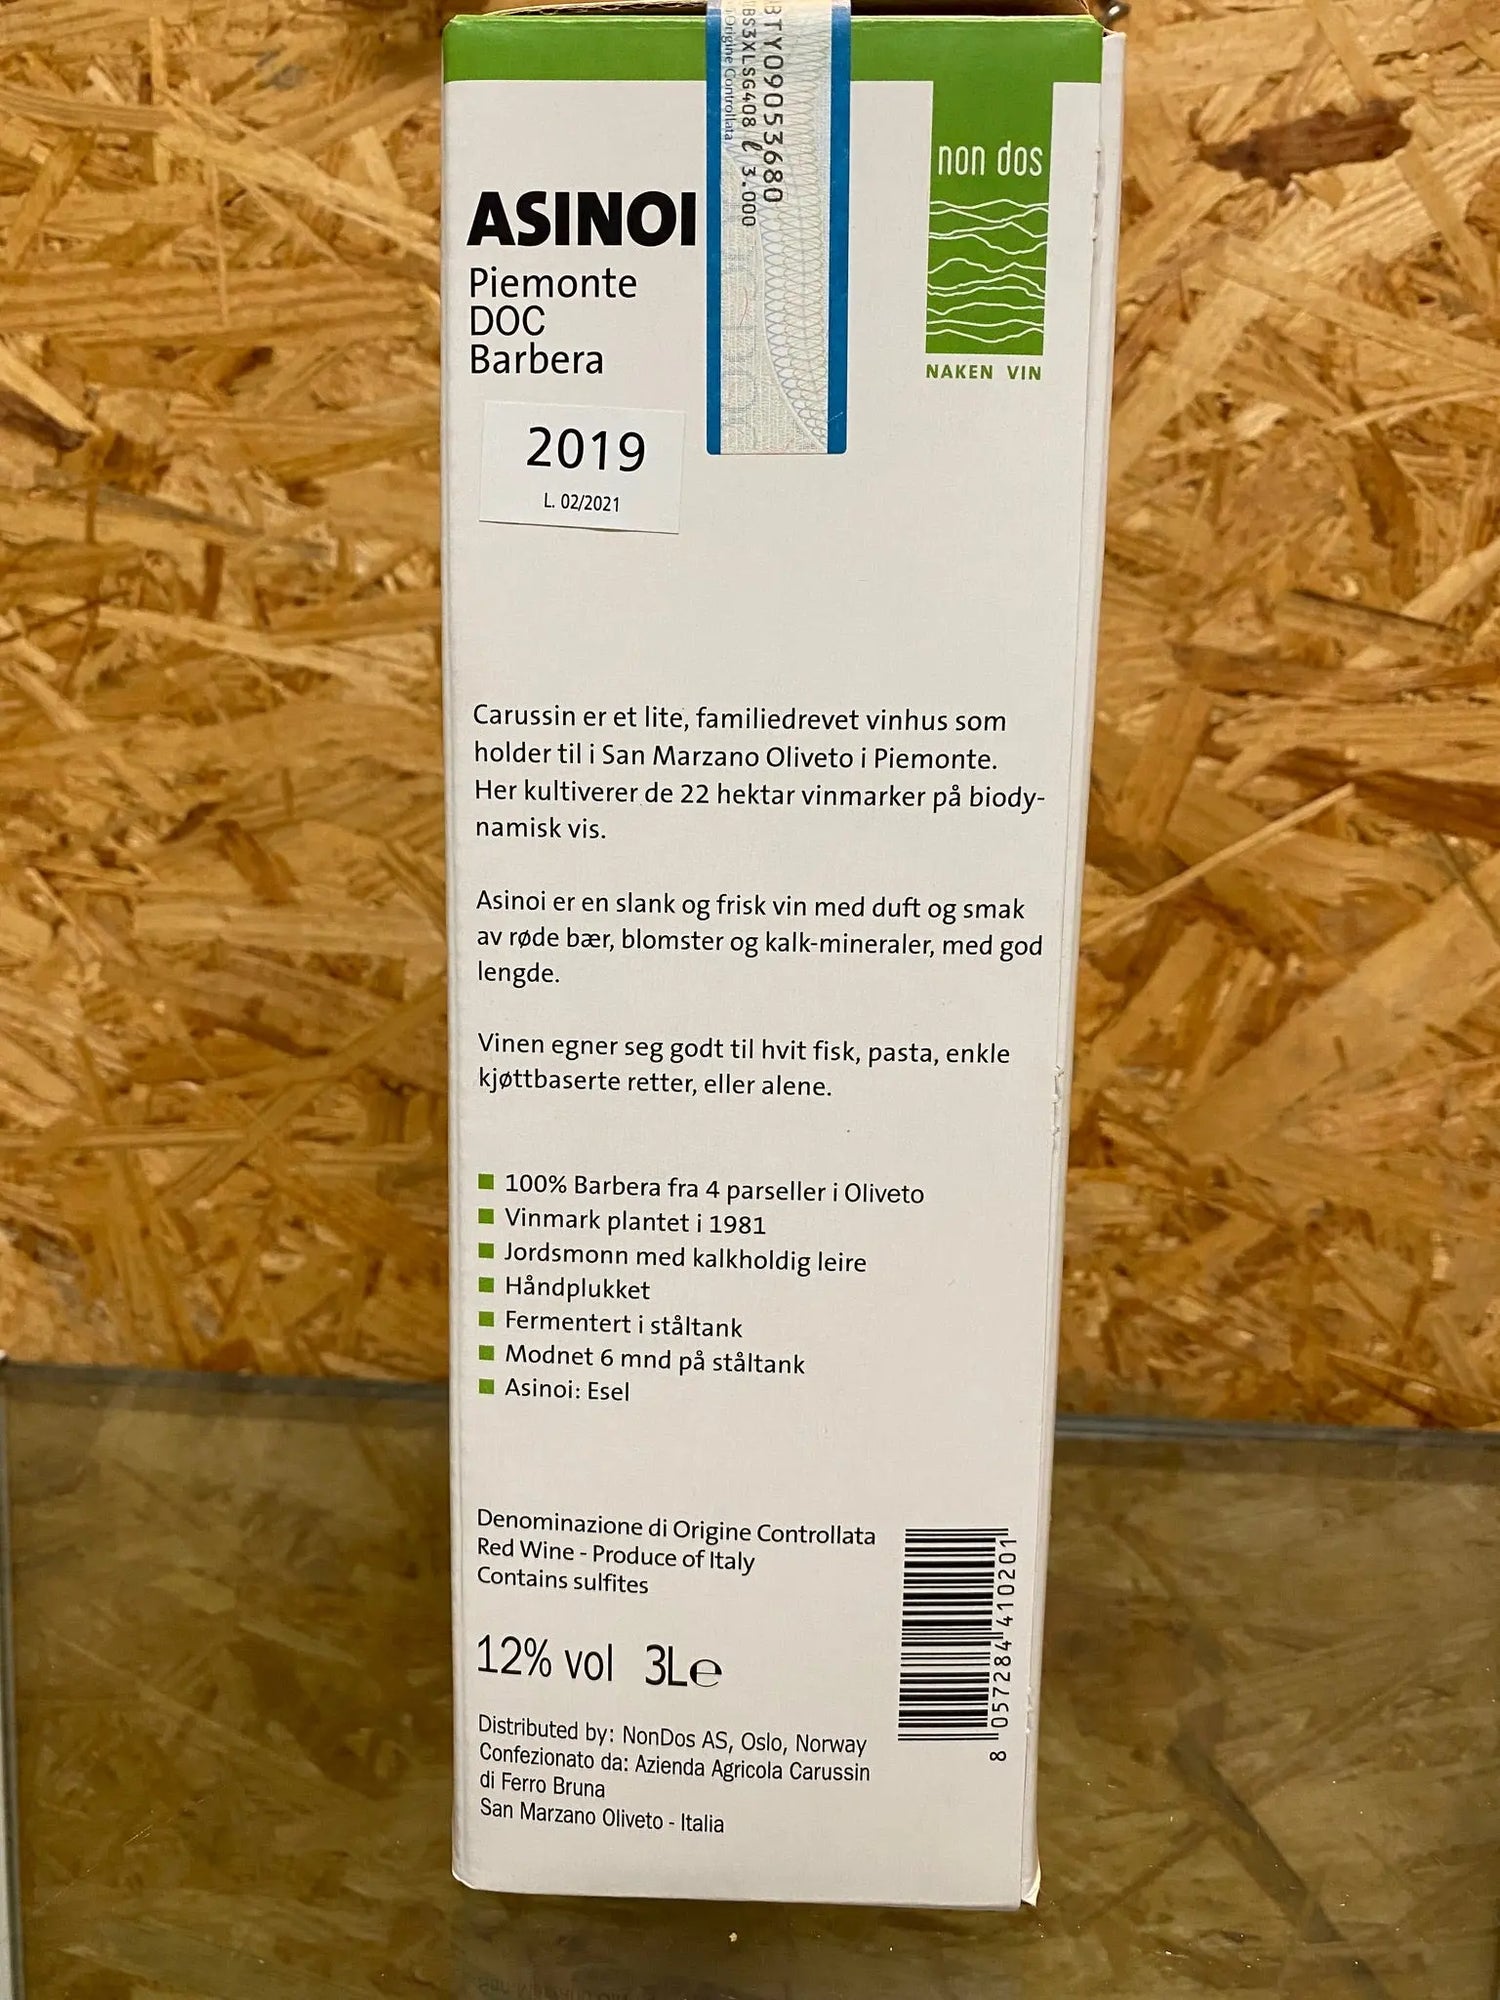 BTY09053680
BS3XLSG408 ℓ 3.000
Origine Controllata
non dos
NAKEN VIN
ASINOI
Piemonte
DOC
Barbera
2019
L. 02/2021
Carussin er et lite, familiedrevet vinhus som
holder til i San Marzano Oliveto i Piemonte.
Her kultiverer de 22 hektar vinmarker på biody-
namisk vis.
Asinoi er en slank og frisk vin med duft og smak
av røde bær, blomster og kalk-mineraler, med god
lengde.
Vinen egner seg godt til hvit fisk, pasta, enkle
kjøttbaserte retter, eller alene.
100% Barbera fra 4 parseller i Oliveto
Vinmark plantet i 1981
Jordsmonn med kalkholdig leire
Håndplukket
Fermentert i ståltank
Modnet 6 mnd på ståltank
Asinoi: Esel
Denominazione di Origine Controllata
Red Wine - Produce of Italy
Contains sulfites
12% vol 3L℮
Distributed by: NonDos AS, Oslo, Norway
Confezionato da: Azienda Agricola Carussin
di Ferro Bruna
San Marzano Oliveto - Italia
8 057284 410201